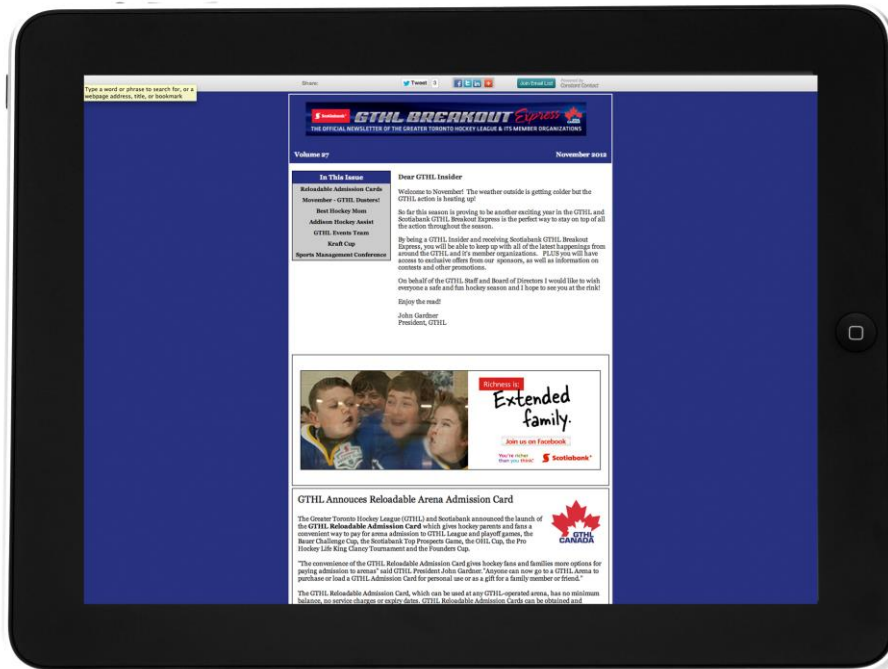 Type a word or phrase to search for, or a
webpage address, title, or bookmark
Share:
Tweet 3
Join Email List
Powered by
Constant Contact
Scotiabank
GTHL BREAKOUT Express
THE OFFICIAL NEWSLETTER OF THE GREATER TORONTO HOCKEY LEAGUE & ITS MEMBER ORGANIZATIONS
Volume 27
November 2012
In This Issue
Reloadable Admission Cards
Movember - GTHL Dusters!
Best Hockey Mom
Addison Hockey Assist
GTHL Events Team
Kraft Cup
Sports Management Conference
Dear GTHL Insider
Welcome to November! The weather outside is getting colder but the
GTHL action is heating up!
So far this season is proving to be another exciting year in the GTHL and
Scotiabank GTHL Breakout Express is the perfect way to stay on top of all
the action throughout the season.
By being a GTHL Insider and receiving Scotiabank GTHL Breakout
Express, you will be able to keep up with all of the latest happenings from
around the GTHL and it's member organizations. PLUS you will have
access to exclusive offers from our sponsors, as well as information on
contests and other promotions.
On behalf of the GTHL Staff and Board of Directors I would like to wish
everyone a safe and fun hockey season and I hope to see you at the rink!
Enjoy the read!
John Gardner
President, GTHL
Richness is:
Extended
family.
Join us on Facebook
You're richer
than you think.
Scotiabank
GTHL Annouces Reloadable Arena Admission Card
The Greater Toronto Hockey League (GTHL) and Scotiabank announced the launch of
the GTHL Reloadable Admission Card which gives hockey parents and fans a
convenient way to pay for arena admission to GTHL League and playoff games, the
Bauer Challenge Cup, the Scotiabank Top Prospects Game, the OHL Cup, the Pro
Hockey Life King Clancy Tournament and the Founders Cup.
GTHL
CANADA
"The convenience of the GTHL Reloadable Admission Card gives hockey fans and families more options for
paying admission to arenas" said GTHL President John Gardner. "Anyone can now go to a GTHL Arena to
purchase or load a GTHL Admission Card for personal use or as a gift for a family member or friend."
The GTHL Reloadable Admission Card, which can be used at any GTHL-operated arena, has no minimum
balance, no service charges or expiry dates. GTHL Reloadable Admission Cards can be obtained and